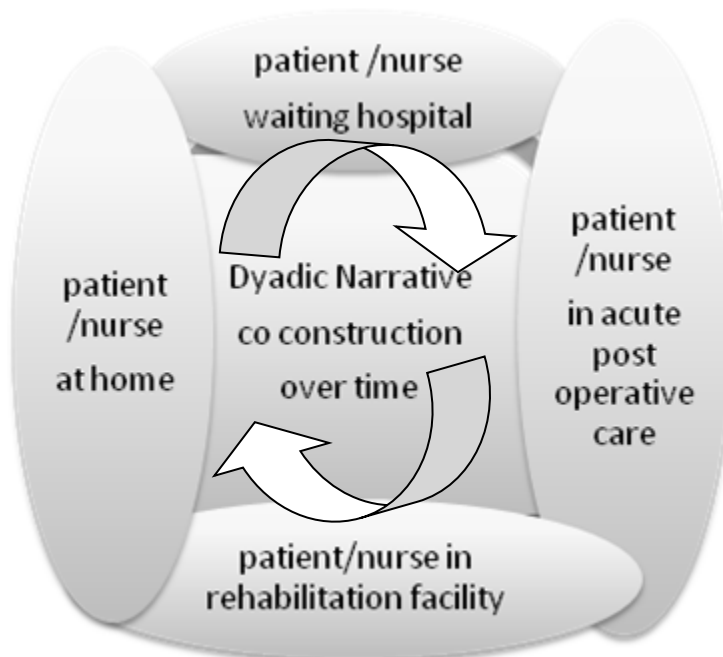 patient /nurse
waiting hospital
patient
/nurse
at home
Dyadic Narrative
co construction
over time
patient
/nurse
in acute
post
operative
care
patient/nurse in
rehabilitation facility